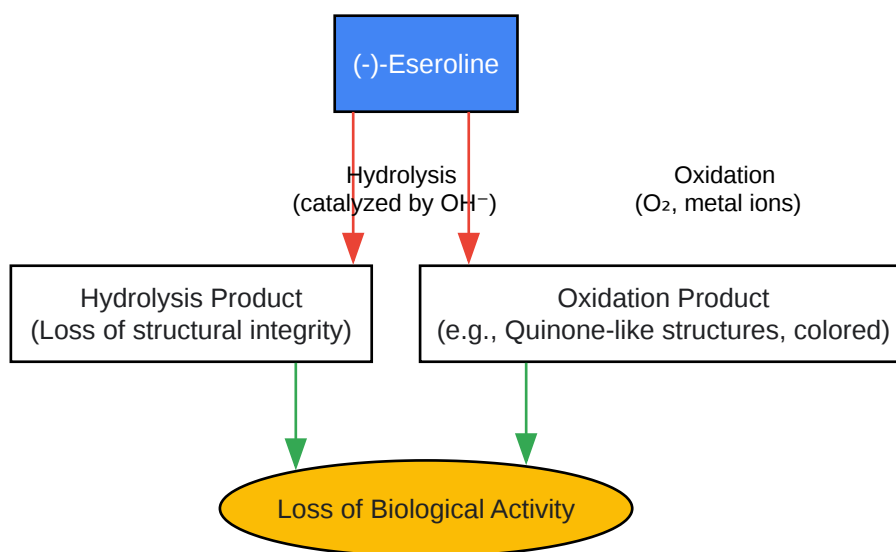 (-)-Eseroline
Hydrolysis
(catalyzed by OH⁻)
Oxidation
(O₂, metal ions)
Hydrolysis Product
(Loss of structural integrity)
Oxidation Product
(e.g., Quinone-like structures, colored)
Loss of Biological Activity